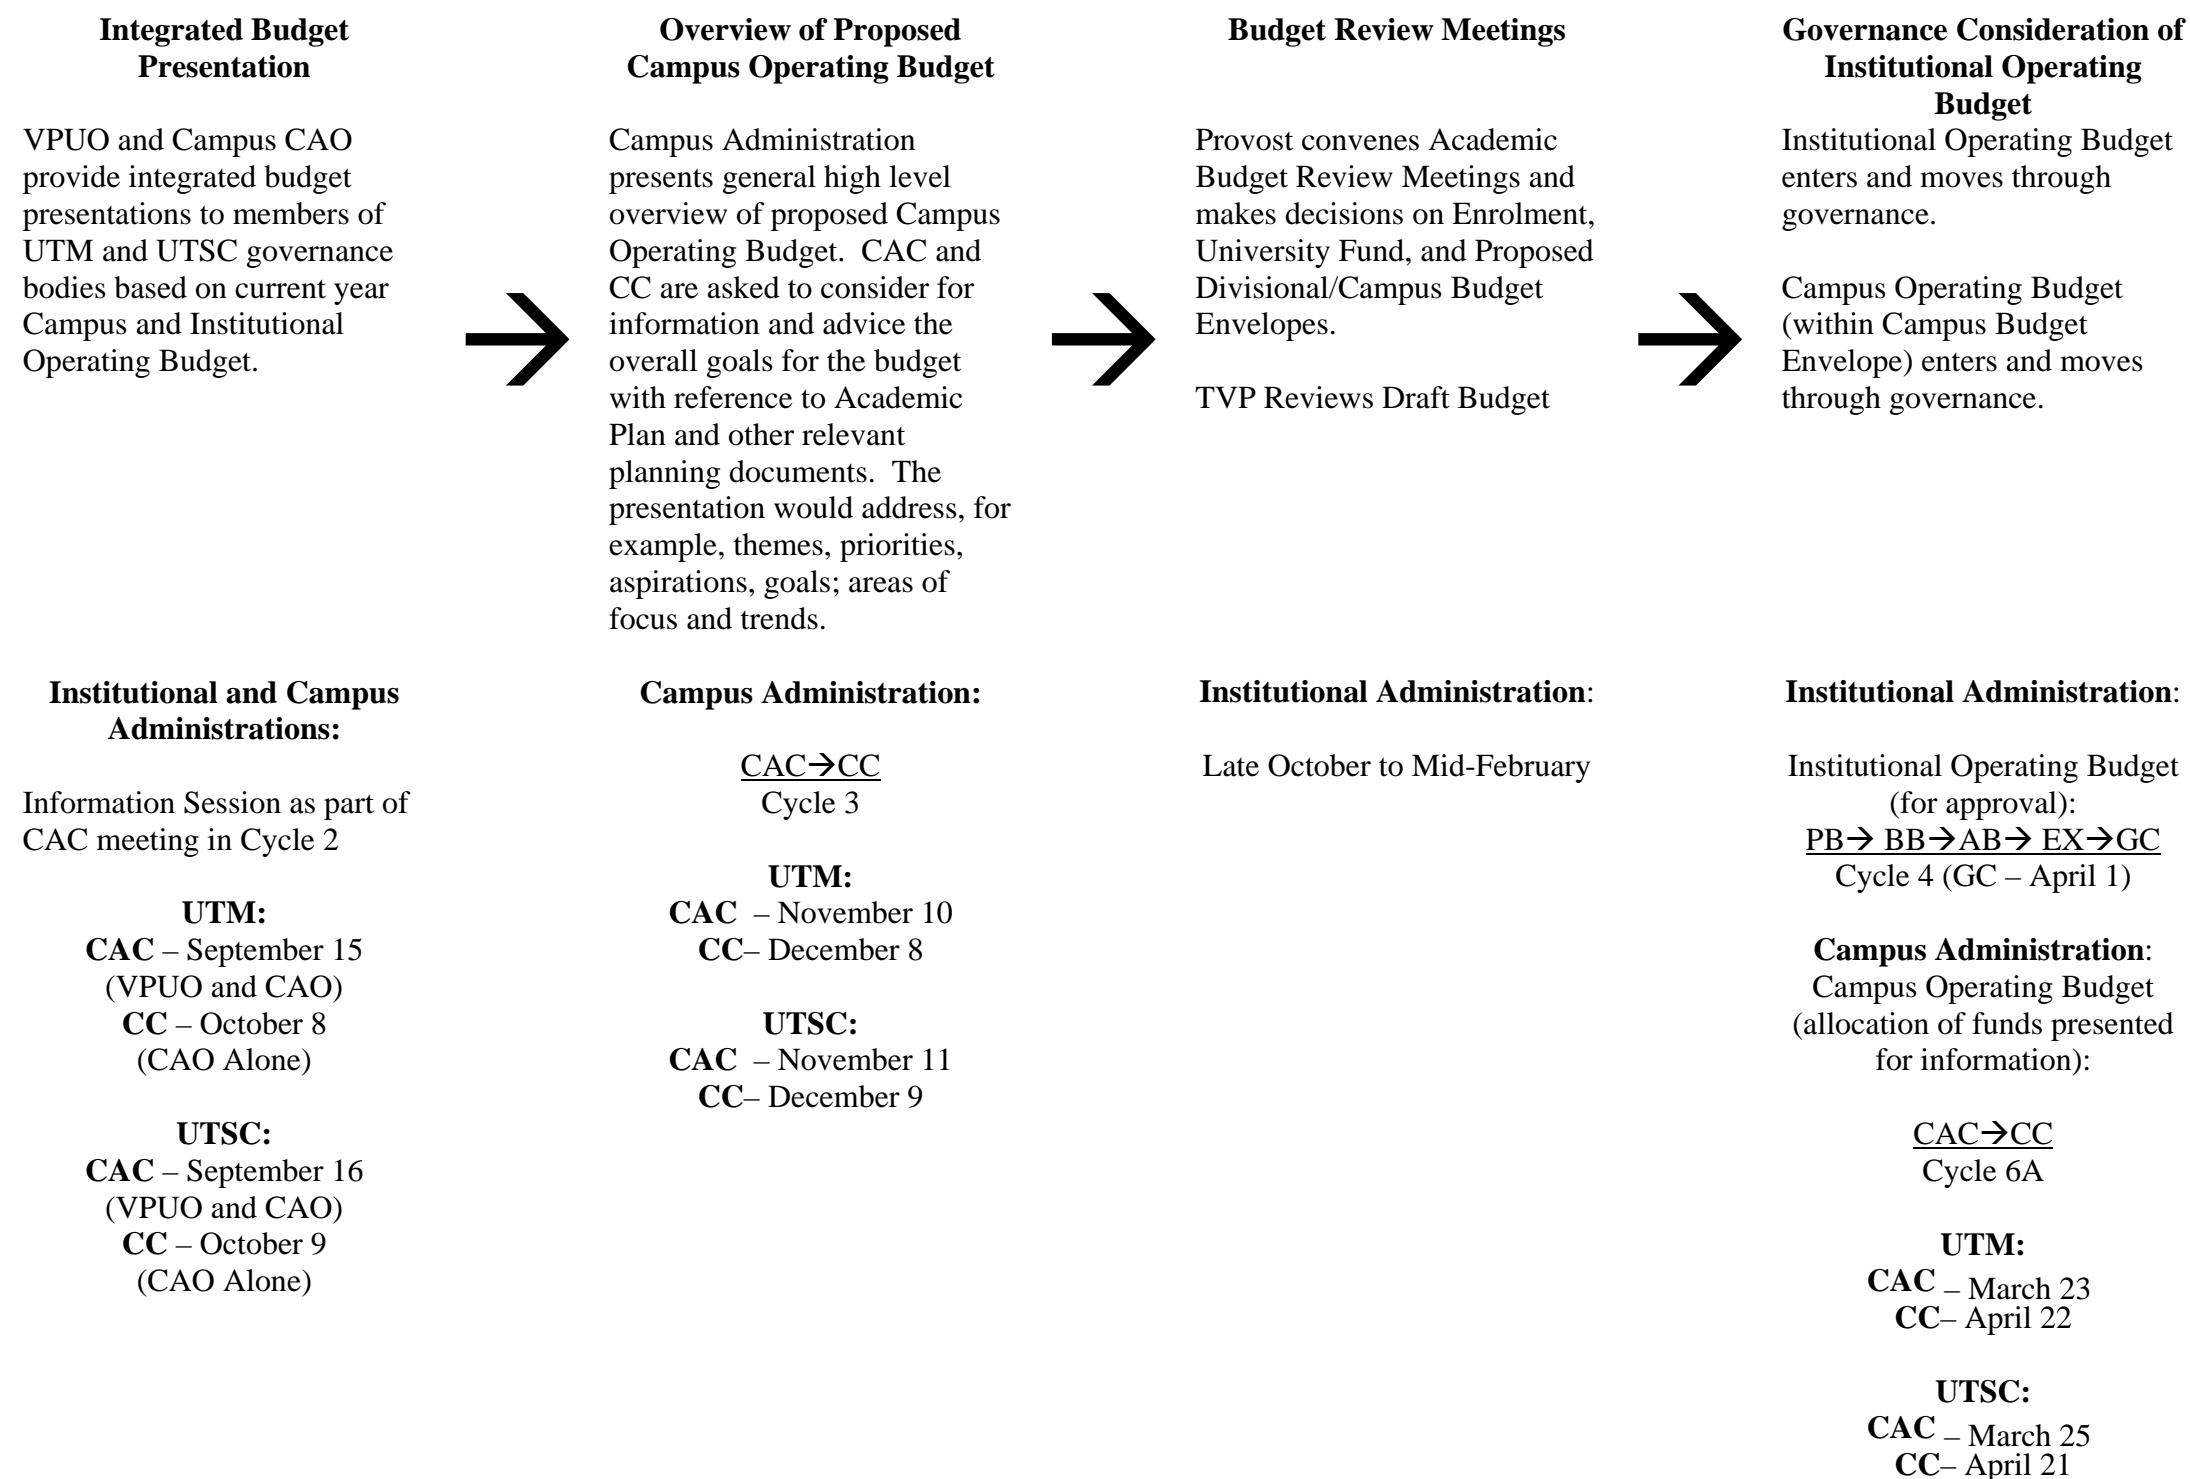 Integrated Budget
Presentation
VPUO and Campus CAO
provide integrated budget
presentations to members of
UTM and UTSC governance
bodies based on current year
Campus and Institutional
Operating Budget.
Institutional and Campus
Administrations:
Information Session as part of
CAC meeting in Cycle 2
UTM:
CAC – September 15
(VPUO and CAO)
CC – October 8
(CAO Alone)
UTSC:
CAC – September 16
(VPUO and CAO)
CC – October 9
(CAO Alone)
→
Overview of Proposed
Campus Operating Budget
Campus Administration
presents general high level
overview of proposed Campus
Operating Budget.  CAC and
CC are asked to consider for
information and advice the
overall goals for the budget
with reference to Academic
Plan and other relevant
planning documents.  The
presentation would address, for
example, themes, priorities,
aspirations, goals; areas of
focus and trends.
Campus Administration:
CAC→CC
Cycle 3
UTM:
CAC  – November 10
CC– December 8
UTSC:
CAC  – November 11
CC– December 9
→
Budget Review Meetings
Provost convenes Academic
Budget Review Meetings and
makes decisions on Enrolment,
University Fund, and Proposed
Divisional/Campus Budget
Envelopes.
TVP Reviews Draft Budget
Institutional Administration:
Late October to Mid-February
→
Governance Consideration of
Institutional Operating
Budget
Institutional Operating Budget
enters and moves through
governance.
Campus Operating Budget
(within Campus Budget
Envelope) enters and moves
through governance.
Institutional Administration:
Institutional Operating Budget
(for approval):
PB→ BB→AB→ EX→GC
Cycle 4 (GC – April 1)
Campus Administration:
Campus Operating Budget
(allocation of funds presented
for information):
CAC→CC
Cycle 6A
UTM:
CAC – March 23
CC– April 22
UTSC:
CAC – March 25
CC– April 21